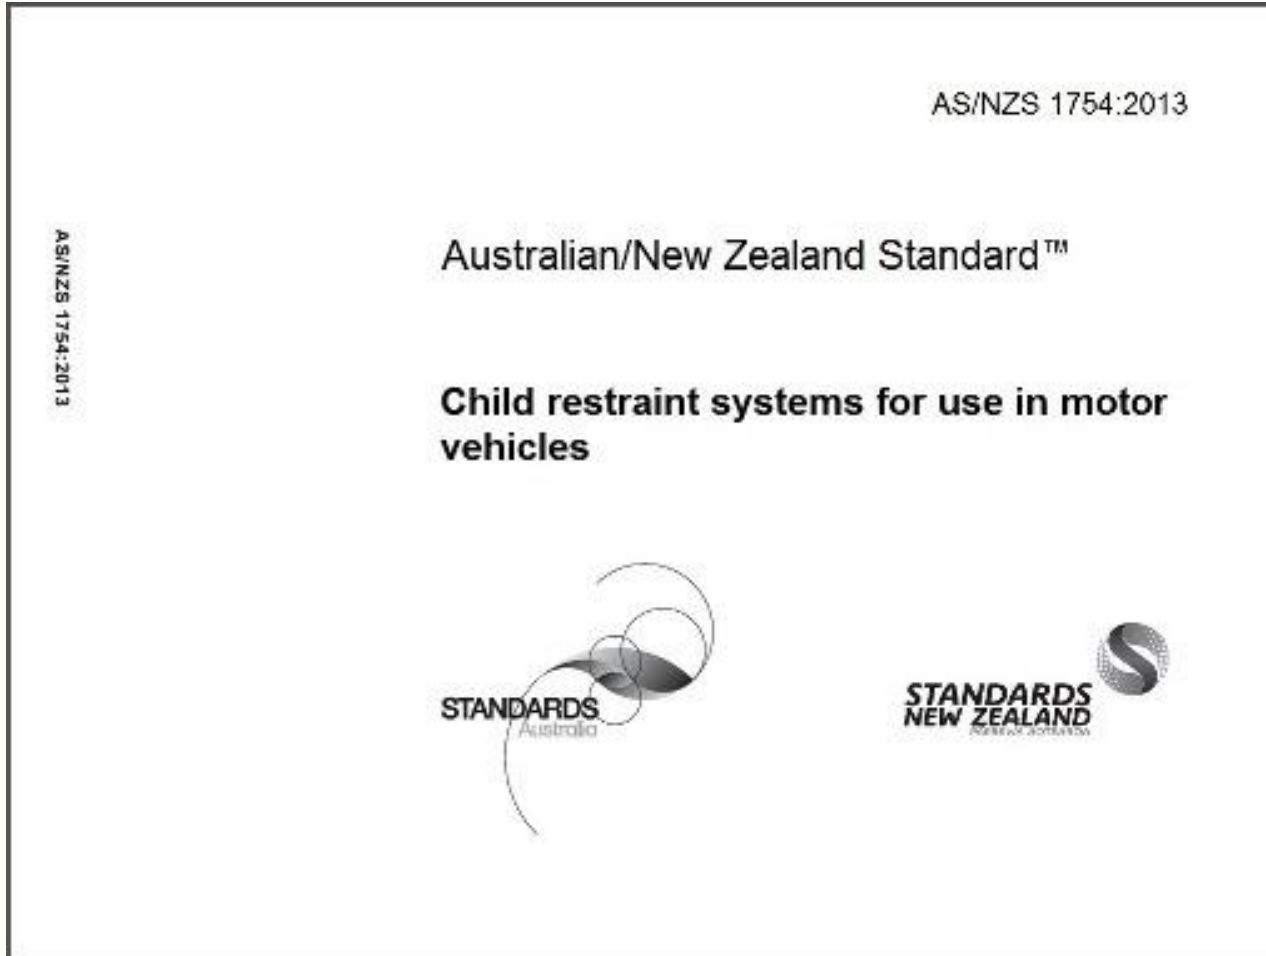 AS/NZS 1754:2013
AS/NZS 1754:2013
Australian/New Zealand Standard™
Child restraint systems for use in motor
vehicles
STANDARDS
Australia
STANDARDS
NEW ZEALAND